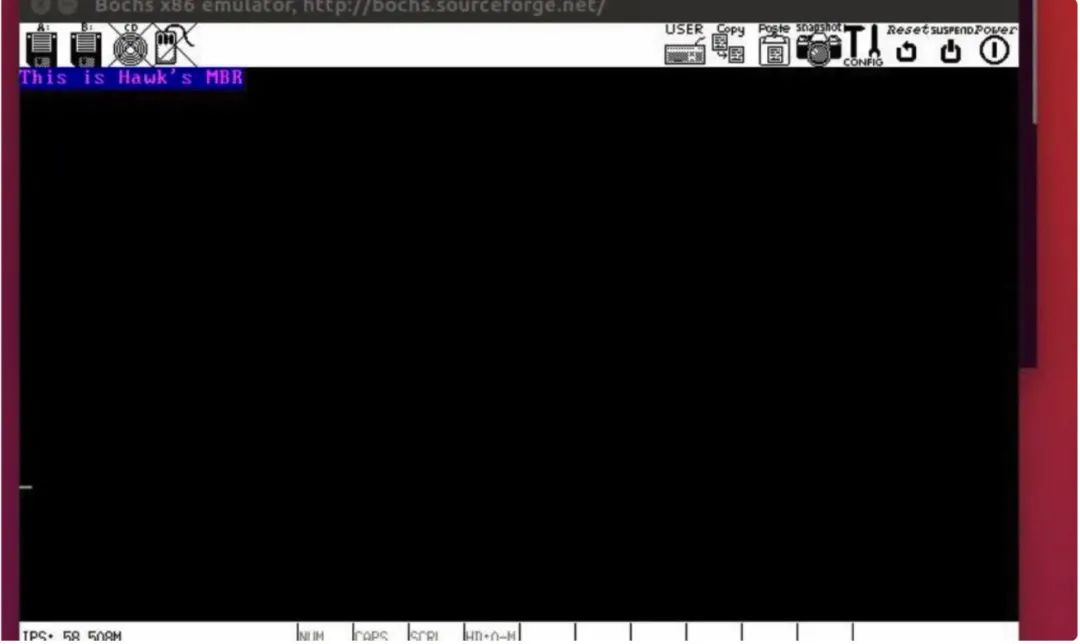 Bochs x86 emulator, http://bochs.sourceforge.net/
A: B: CD USER Copy Paste snapshot CONFIG Reset SUSPEND Power
This is Hawk's MBR
IPS: 58.508M NUM CAPS SCRL HD:0-M